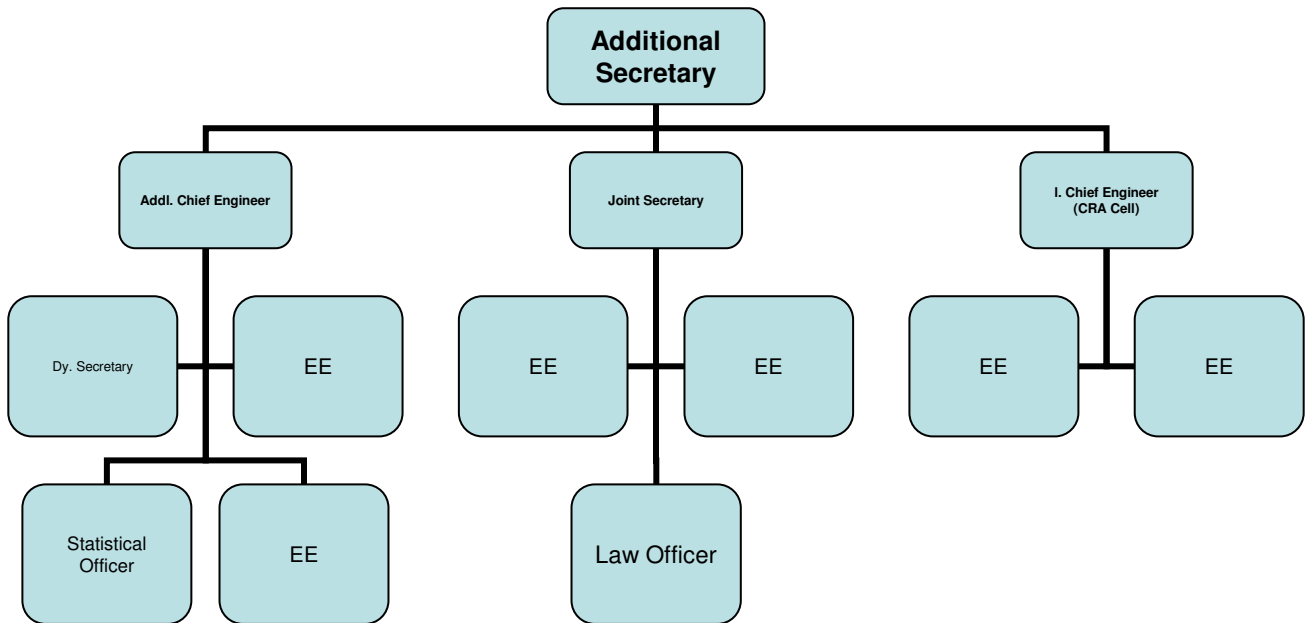 Additional
Secretary
Addl. Chief Engineer
Joint Secretary
I. Chief Engineer
(CRA Cell)
Dy. Secretary
EE
EE
EE
EE
EE
Statistical
Officer
EE
Law Officer